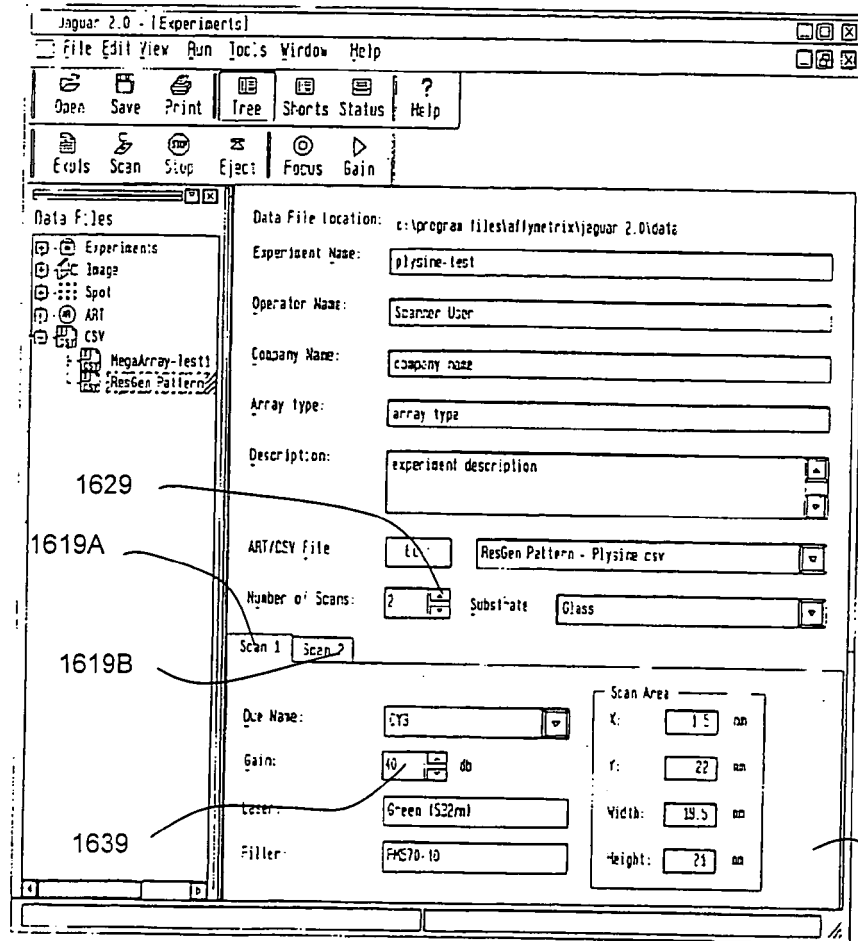 Jaguar 2.0 - [Experiments]
File Edit View Run Tools Window Help
Open Save Print Tree Shorts Status Help
Scan Stop Eject Focus Gain
Data Files
Experiments
Image
Spot
ART
CSV
MegaArray-Test1
ResGen Pattern
Data File Location: c:\program files\affymetrix\jaguar 2.0\data
Experiment Name: plysine-test
Operator Name: Scanner User
Company Name: company name
Array type: array type
Description: experiment description
1629
1619A
ART/CSV File ResGen Pattern - Plysine csv
Number of Scans: 2 Substrate Glass
Scan 1 Scan 2
1619B
Scan Area
Dye Name: CY3 X: 1.5 mm
Gain: 40 db Y: 22 mm
Laser: Green (532m) Width: 19.5 mm
1639
Filter: Height: 21 mm